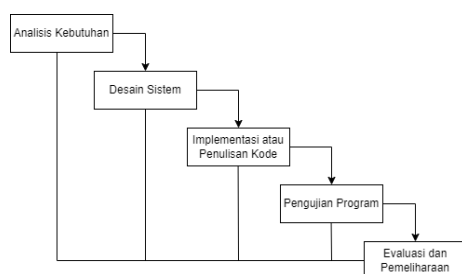 Analisis Kebutuhan
Desain Sistem
Implementasi atau
Penulisan Kode
Pengujian Program
Evaluasi dan
Pemeliharaan